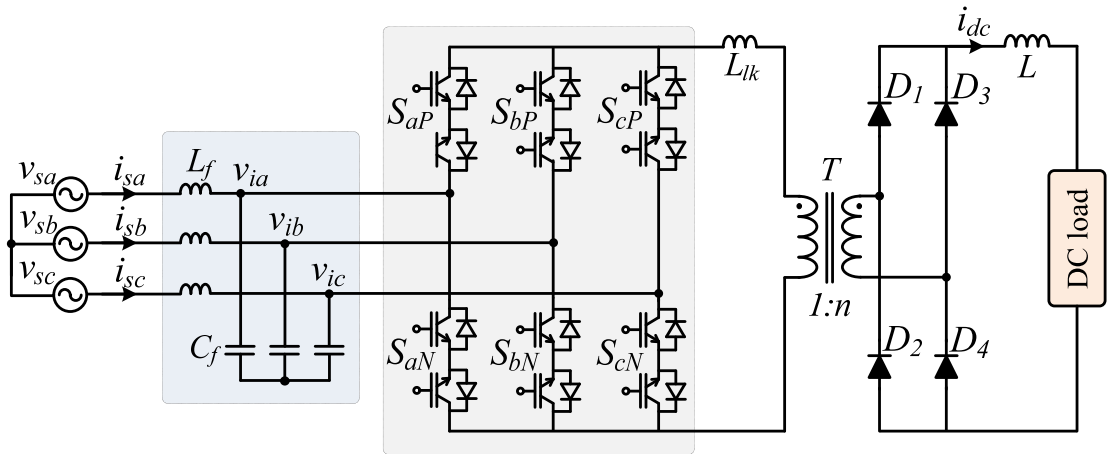 i_dc
L_lk
L
D_1
D_3
S_aP
S_bP
S_cP
L_f
v_sa
i_sa
v_ia
T
v_sb
i_sb
v_ib
v_sc
i_sc
v_ic
DC load
1:n
C_f
S_aN
S_bN
S_cN
D_2
D_4